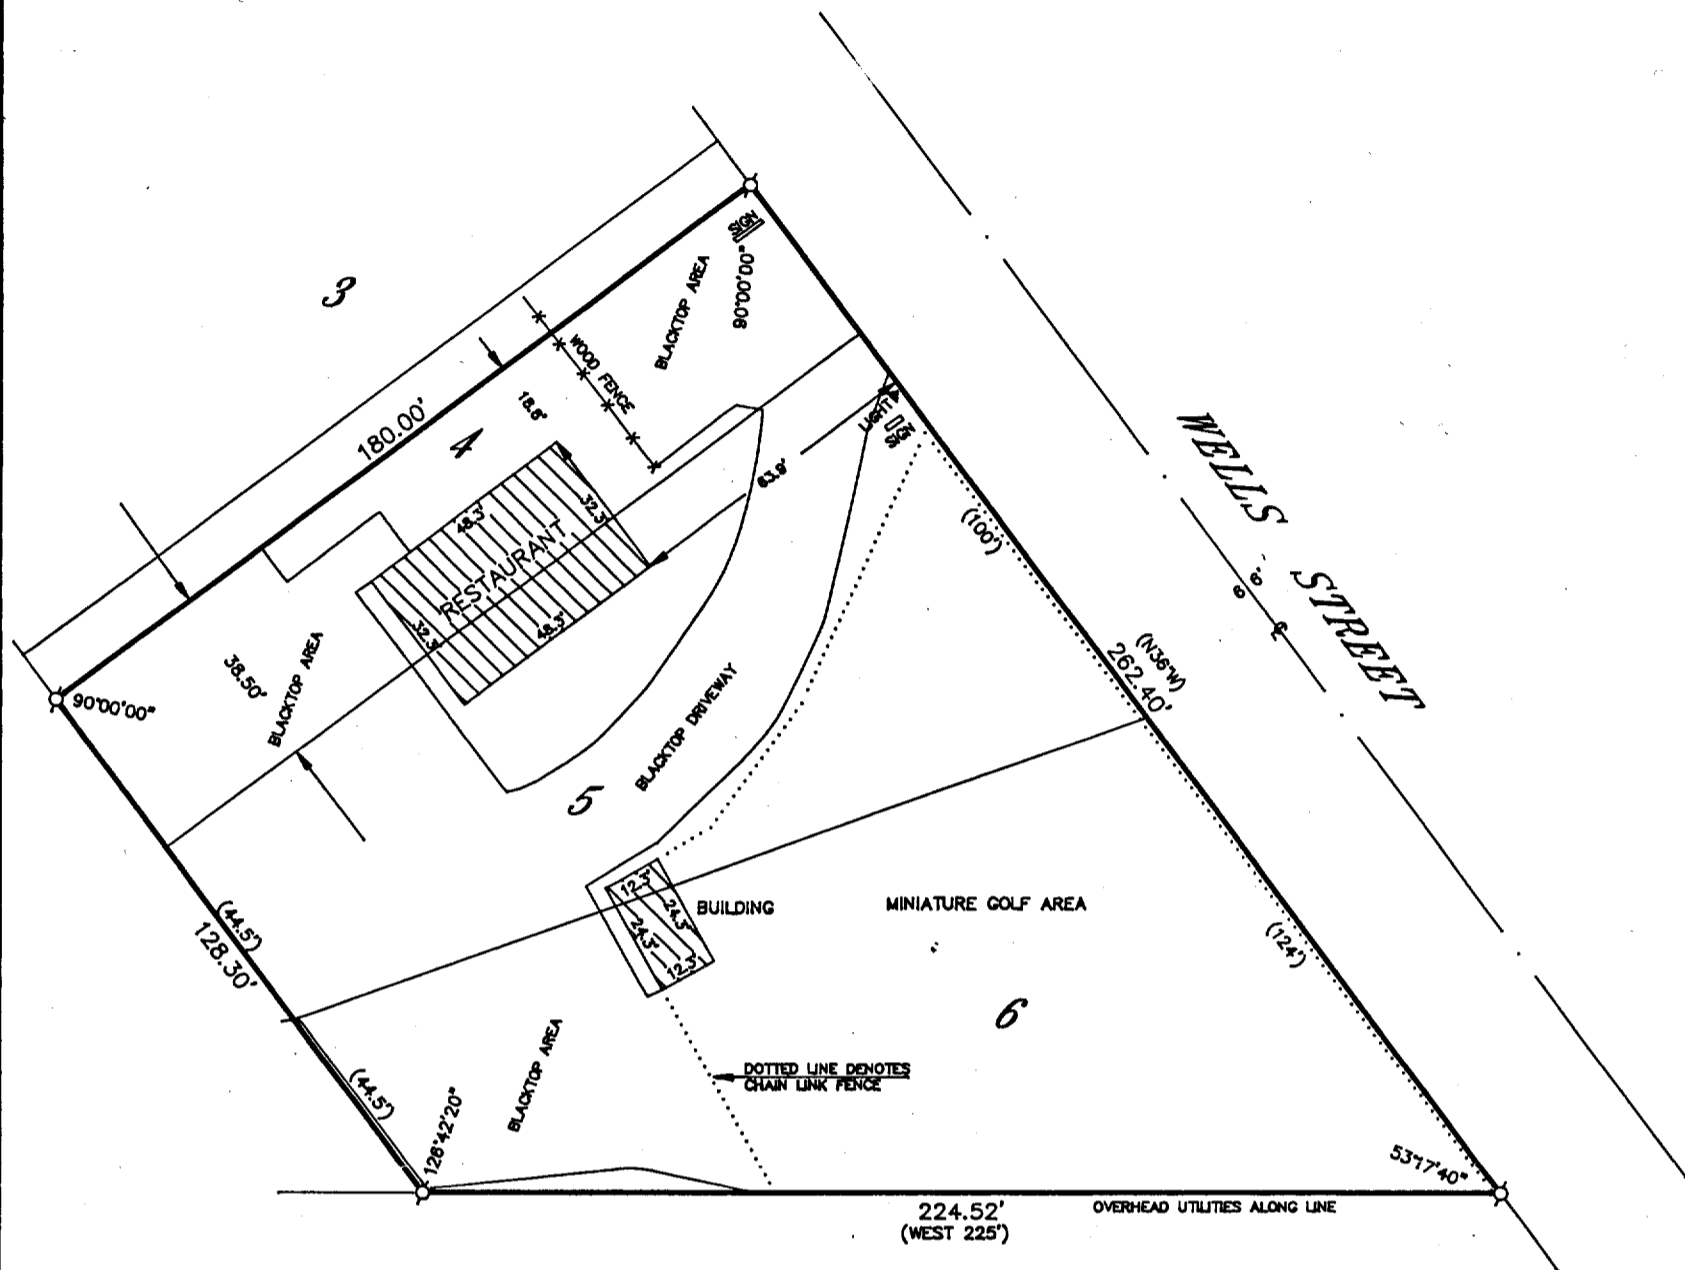 3
SIGN
90°00'00"
BLACKTOP AREA
WOOD FENCE
180.00'
4
18.6'
LIGHT
SIGN
63.9'
48.3'
32.3'
RESTAURANT
32.3'
48.3'
38.50'
BLACKTOP AREA
90°00'00"
(100')
WELLS STREET
66'
(N36°W)
262.40'
BLACKTOP DRIVEWAY
5
12.3'
24.3'
24.3'
12.3'
BUILDING
MINIATURE GOLF AREA
(44.5')
128.30'
(124')
6
BLACKTOP AREA
(44.5')
126°42'20"
DOTTED LINE DENOTES
CHAIN LINK FENCE
53°17'40"
224.52'
(WEST 225')
OVERHEAD UTILITIES ALONG LINE